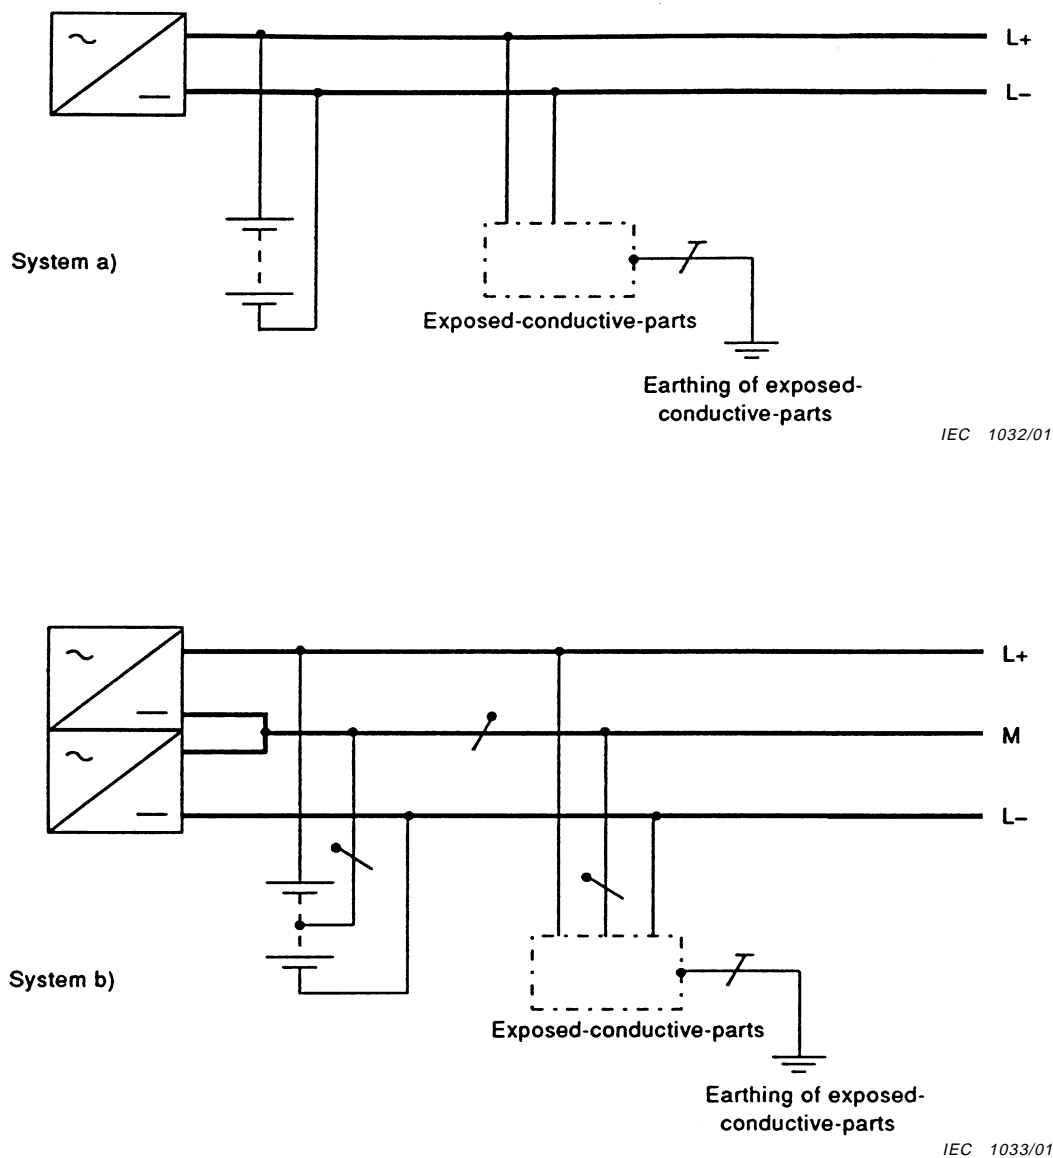 L+
L–
System a)
Exposed-conductive-parts
Earthing of exposed-
conductive-parts
IEC 1032/01
L+
M
L–
System b)
Exposed-conductive-parts
Earthing of exposed-
conductive-parts
IEC 1033/01